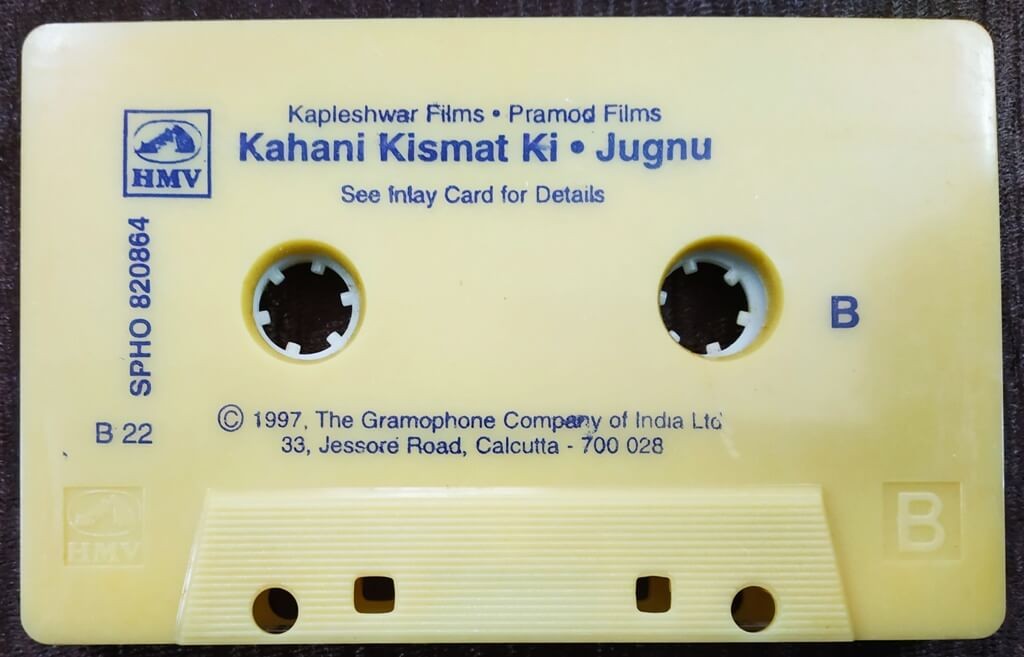 Kapleshwar Films • Pramod Films
Kahani Kismat Ki • Jugnu
See Inlay Card for Details
HMV
SPHO 820864
B
B 22
© 1997, The Gramophone Company of India Ltd
33, Jessore Road, Calcutta - 700 028
HMV
B